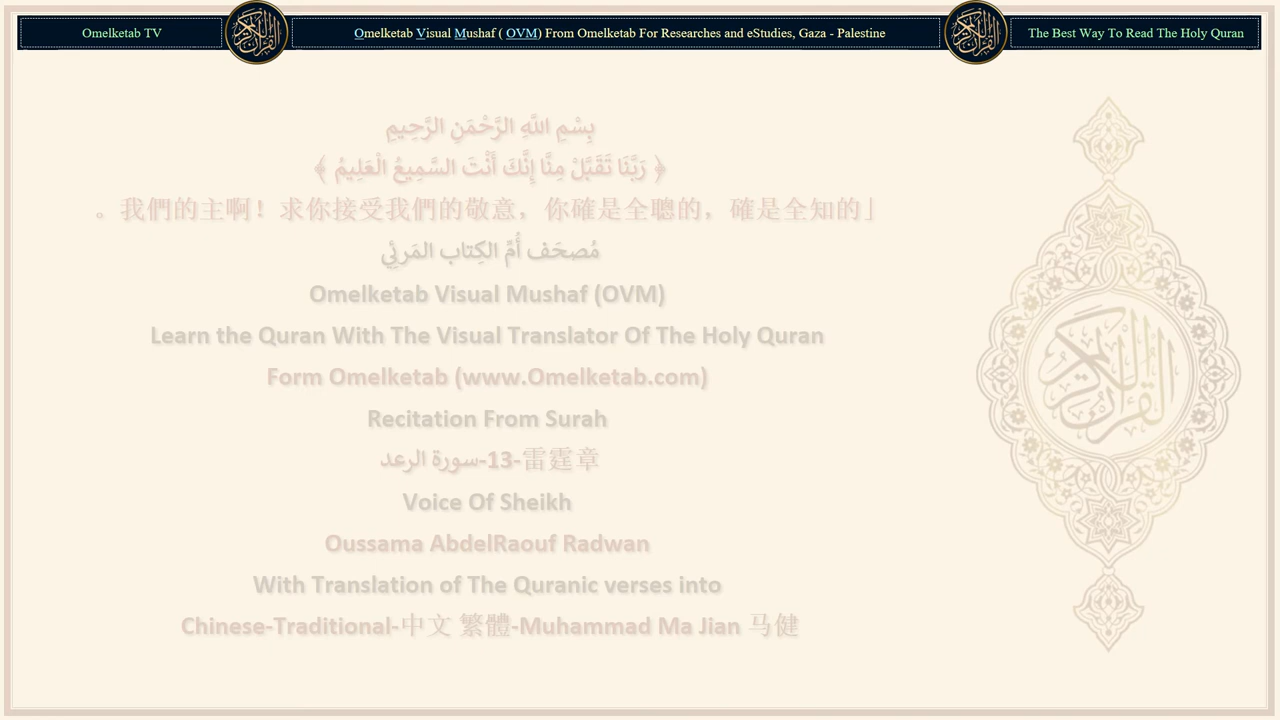 Omelketab TV
Omelketab Visual Mushaf ( OVM) From Omelketab For Researches and eStudies, Gaza - Palestine
The Best Way To Read The Holy Quran
بِسْمِ اللَّهِ الرَّحْمَنِ الرَّحِيمِ
﴿ رَبَّنَا تَقَبَّلْ مِنَّا إِنَّكَ أَنْتَ السَّمِيعُ الْعَلِيمُ ﴾
。我們的主啊！求你接受我們的敬意，你確是全聰的，確是全知的」
مُصحَف أُمِّ الكِتاب المَرئِي
Omelketab Visual Mushaf (OVM)
Learn the Quran With The Visual Translator Of The Holy Quran
Form Omelketab (www.Omelketab.com)
Recitation From Surah
سورة الرعد-13-雷霆章
Voice Of Sheikh
Oussama AbdelRaouf Radwan
With Translation of The Quranic verses into
Chinese-Traditional-中文 繁體-Muhammad Ma Jian 马健